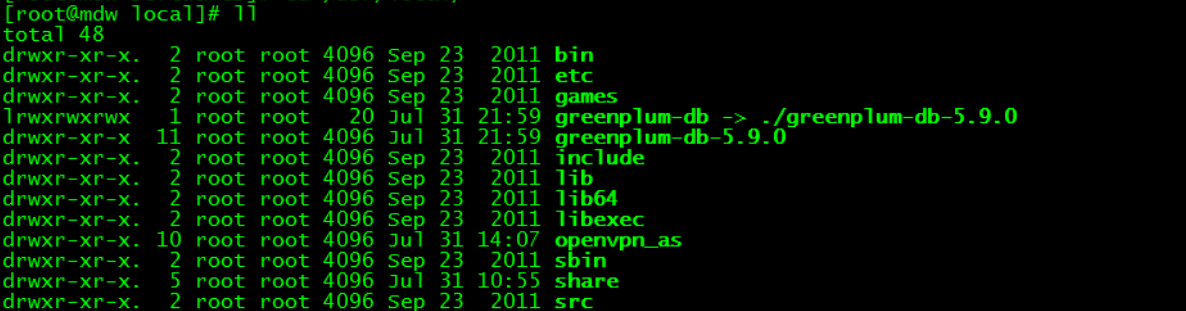 [root@mdw local]# ll
total 48
drwxr-xr-x.  2 root root 4096 Sep 23  2011 bin
drwxr-xr-x.  2 root root 4096 Sep 23  2011 etc
drwxr-xr-x.  2 root root 4096 Sep 23  2011 games
lrwxrwxrwx   1 root root   20 Jul 31 21:59 greenplum-db -> ./greenplum-db-5.9.0
drwxr-xr-x  11 root root 4096 Jul 31 21:59 greenplum-db-5.9.0
drwxr-xr-x.  2 root root 4096 Sep 23  2011 include
drwxr-xr-x.  2 root root 4096 Sep 23  2011 lib
drwxr-xr-x.  2 root root 4096 Sep 23  2011 lib64
drwxr-xr-x.  2 root root 4096 Sep 23  2011 libexec
drwxr-xr-x. 10 root root 4096 Jul 31 14:07 openvpn_as
drwxr-xr-x.  2 root root 4096 Sep 23  2011 sbin
drwxr-xr-x.  5 root root 4096 Jul 31 10:55 share
drwxr-xr-x.  2 root root 4096 Sep 23  2011 src